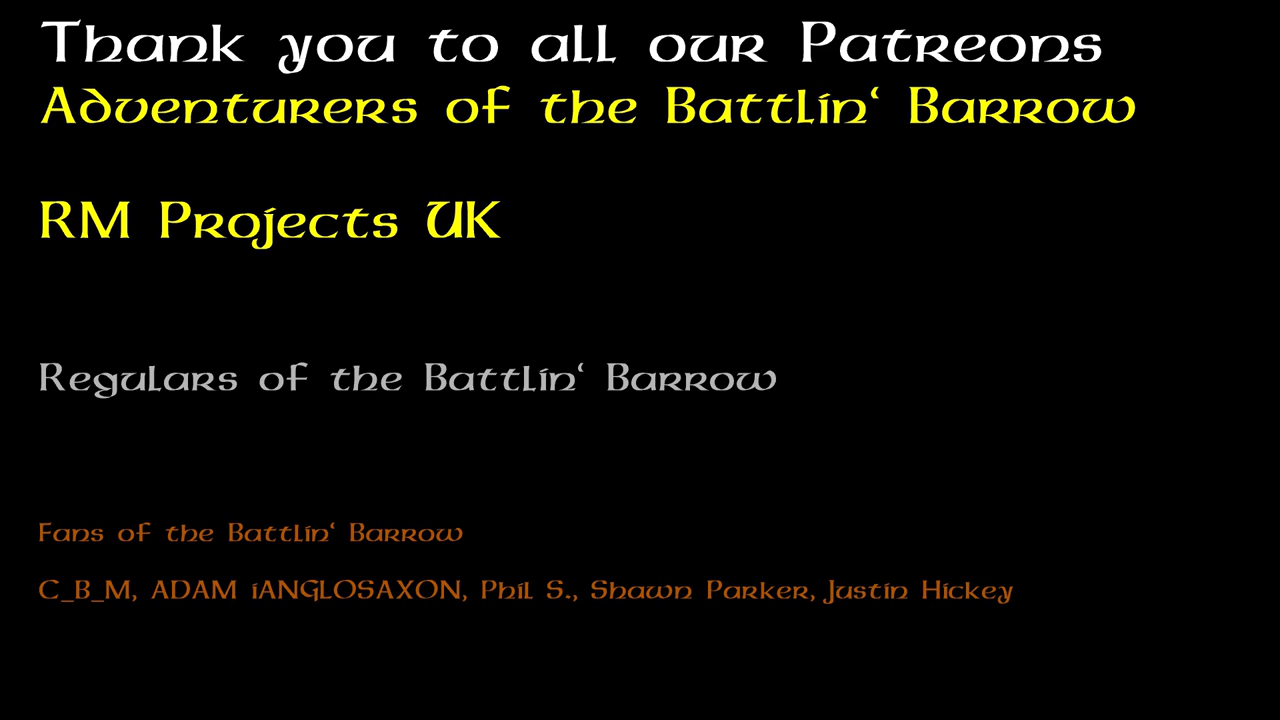 Thank you to all our Patreons
Adventurers of the Battlin‘ Barrow
RM Projects UK
Regulars of the Battlin‘ Barrow
Fans of the Battlin‘ Barrow
C_B_M, ADAM iANGLOSAXON, Phil S., Shawn Parker, Justin Hickey